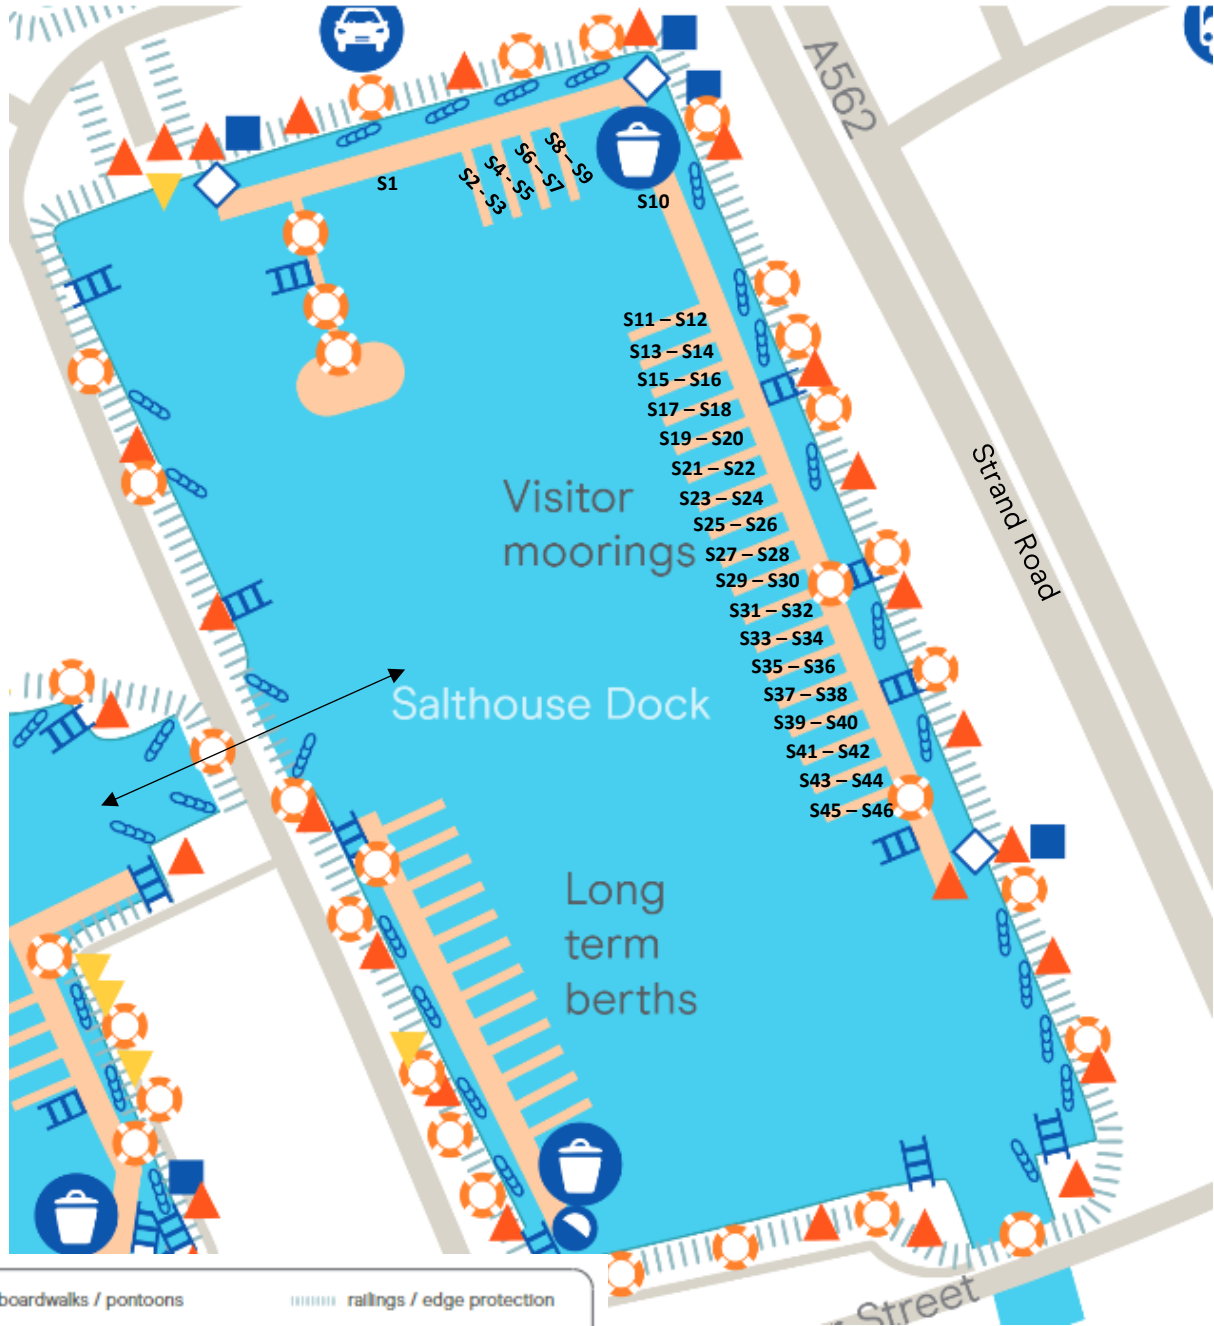 A562
S1
S2 - S3
S4 - S5
S6 – S7
S8 – S9
S10
S11 – S12
S13 – S14
S15 – S16
S17 – S18
S19 – S20
S21 – S22
S23 – S24
S25 – S26
S27 – S28
S29 – S30
S31 – S32
S33 – S34
S35 – S36
S37 – S38
S39 – S40
S41 – S42
S43 – S44
S45 – S46
Strand Road
Visitor
moorings
Salthouse Dock
Long
term
berths
boardwalks / pontoons
railings / edge protection
r Street